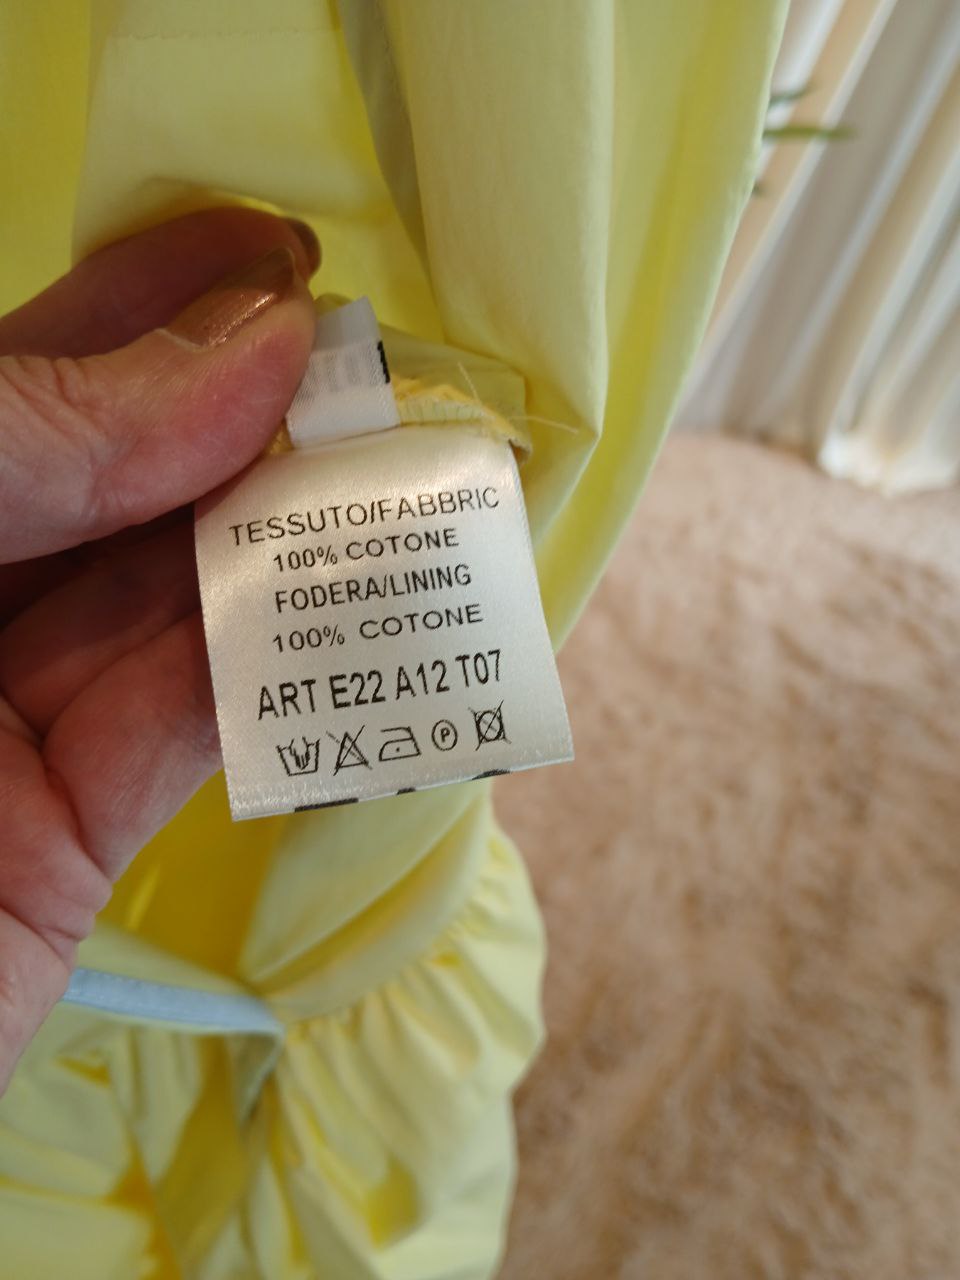 TESSUTO/FABBRIC
100% COTONE
FODERA/LINING
100% COTONE
ART E22 A12 T07
P